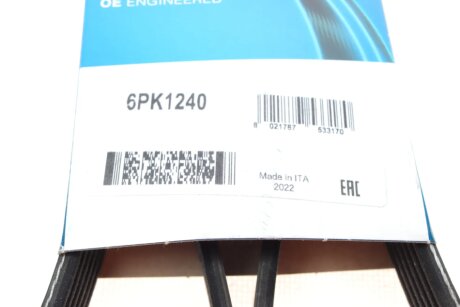 OE ENGINEERED
6PK1240
8 021787 533170
Made in ITA
2022
EAC